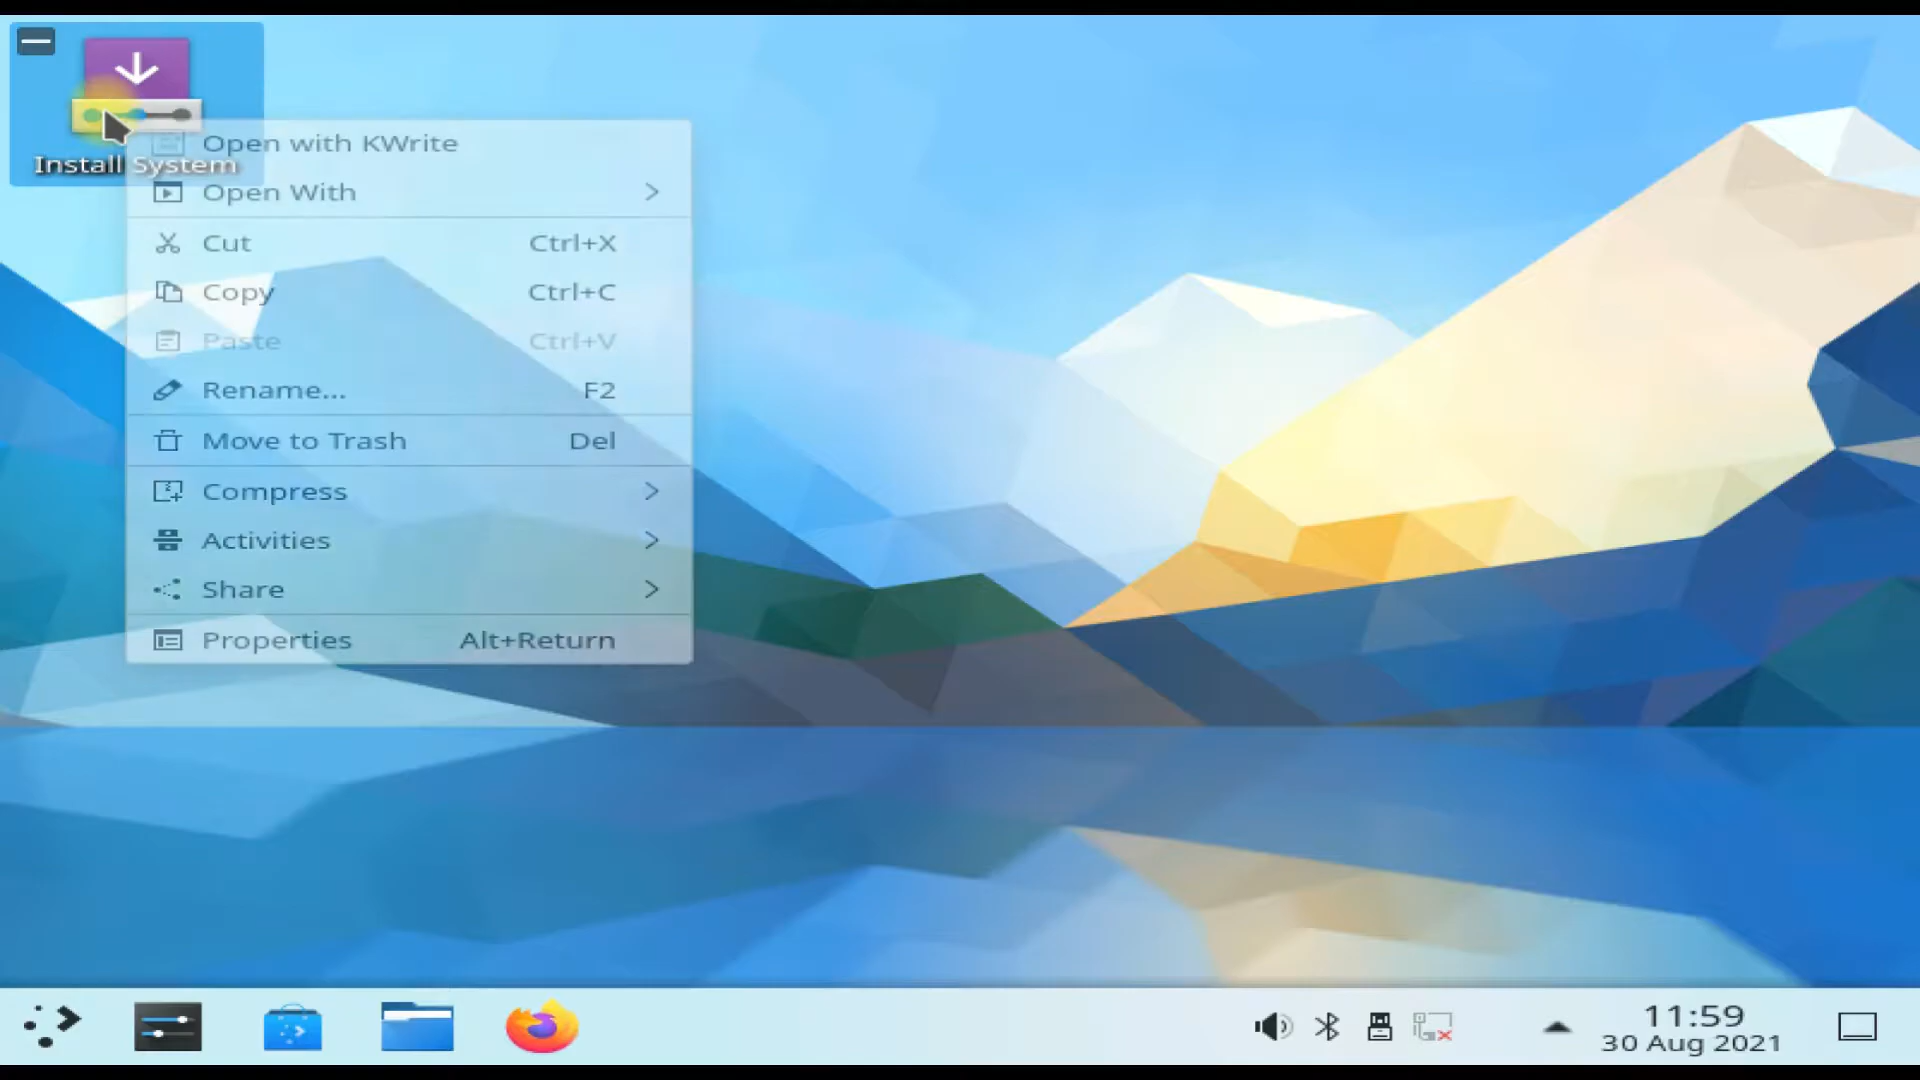 Install System
Open with KWrite
Open With
Cut Ctrl+X
Copy Ctrl+C
Paste Ctrl+V
Rename... F2
Move to Trash Del
Compress
Activities
Share
Properties Alt+Return
11:59
30 Aug 2021